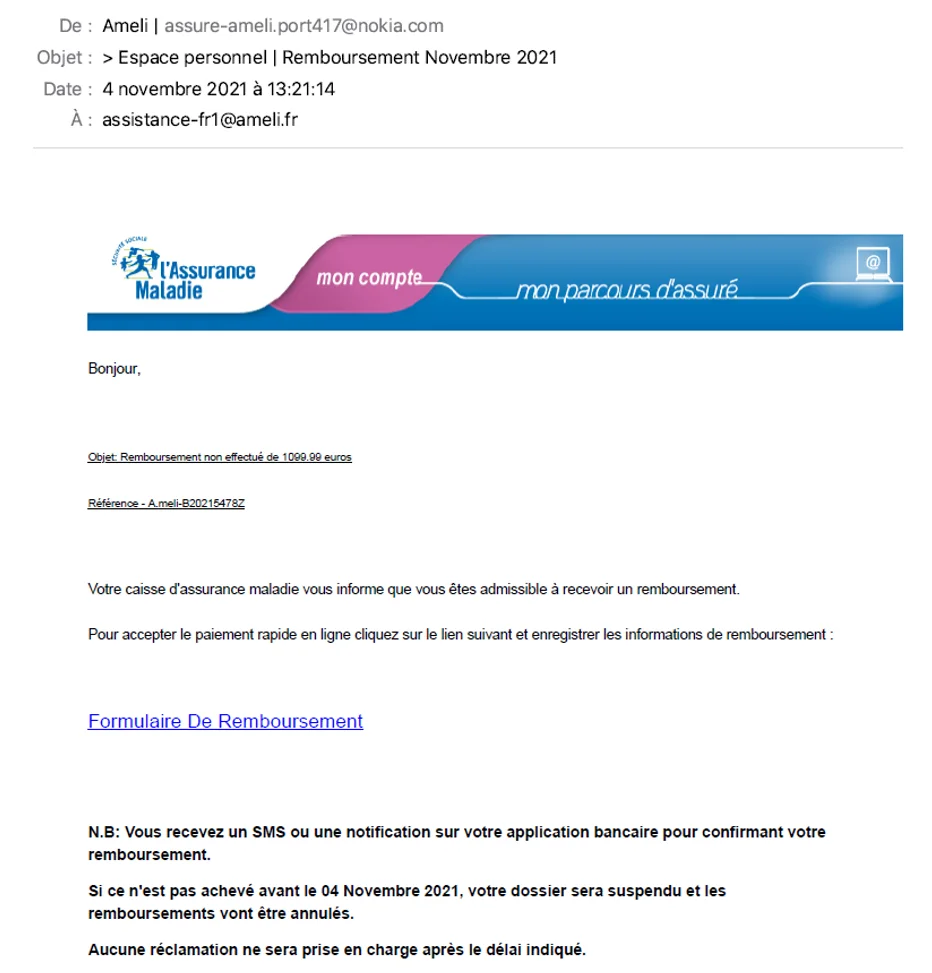 De : Ameli | assure-ameli.port417@nokia.com
Objet : > Espace personnel | Remboursement Novembre 2021
Date : 4 novembre 2021 à 13:21:14
À : assistance-fr1@ameli.fr
SÉCURITÉ SOCIALE
l'Assurance
Maladie
mon compte
mon parcours d'assuré
@
Bonjour,
Objet: Remboursement non effectué de 1099.99 euros
Référence - A.meli-B20215478Z
Votre caisse d'assurance maladie vous informe que vous êtes admissible à recevoir un remboursement.
Pour accepter le paiement rapide en ligne cliquez sur le lien suivant et enregistrer les informations de remboursement :
Formulaire De Remboursement
N.B: Vous recevez un SMS ou une notification sur votre application bancaire pour confirmant votre
remboursement.
Si ce n'est pas achevé avant le 04 Novembre 2021, votre dossier sera suspendu et les
remboursements vont être annulés.
Aucune réclamation ne sera prise en charge après le délai indiqué.